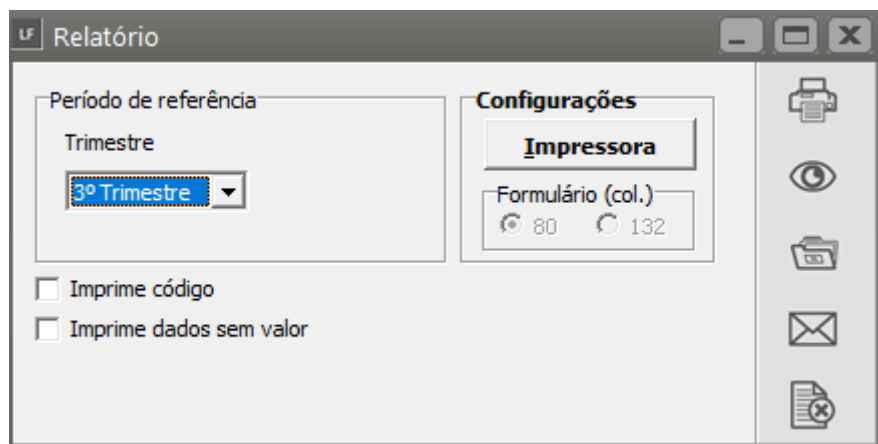 LF Relatório
Período de referência
Trimestre
3º Trimestre
Configurações
Impressora
Formulário (col.)
80 132
Imprime código
Imprime dados sem valor